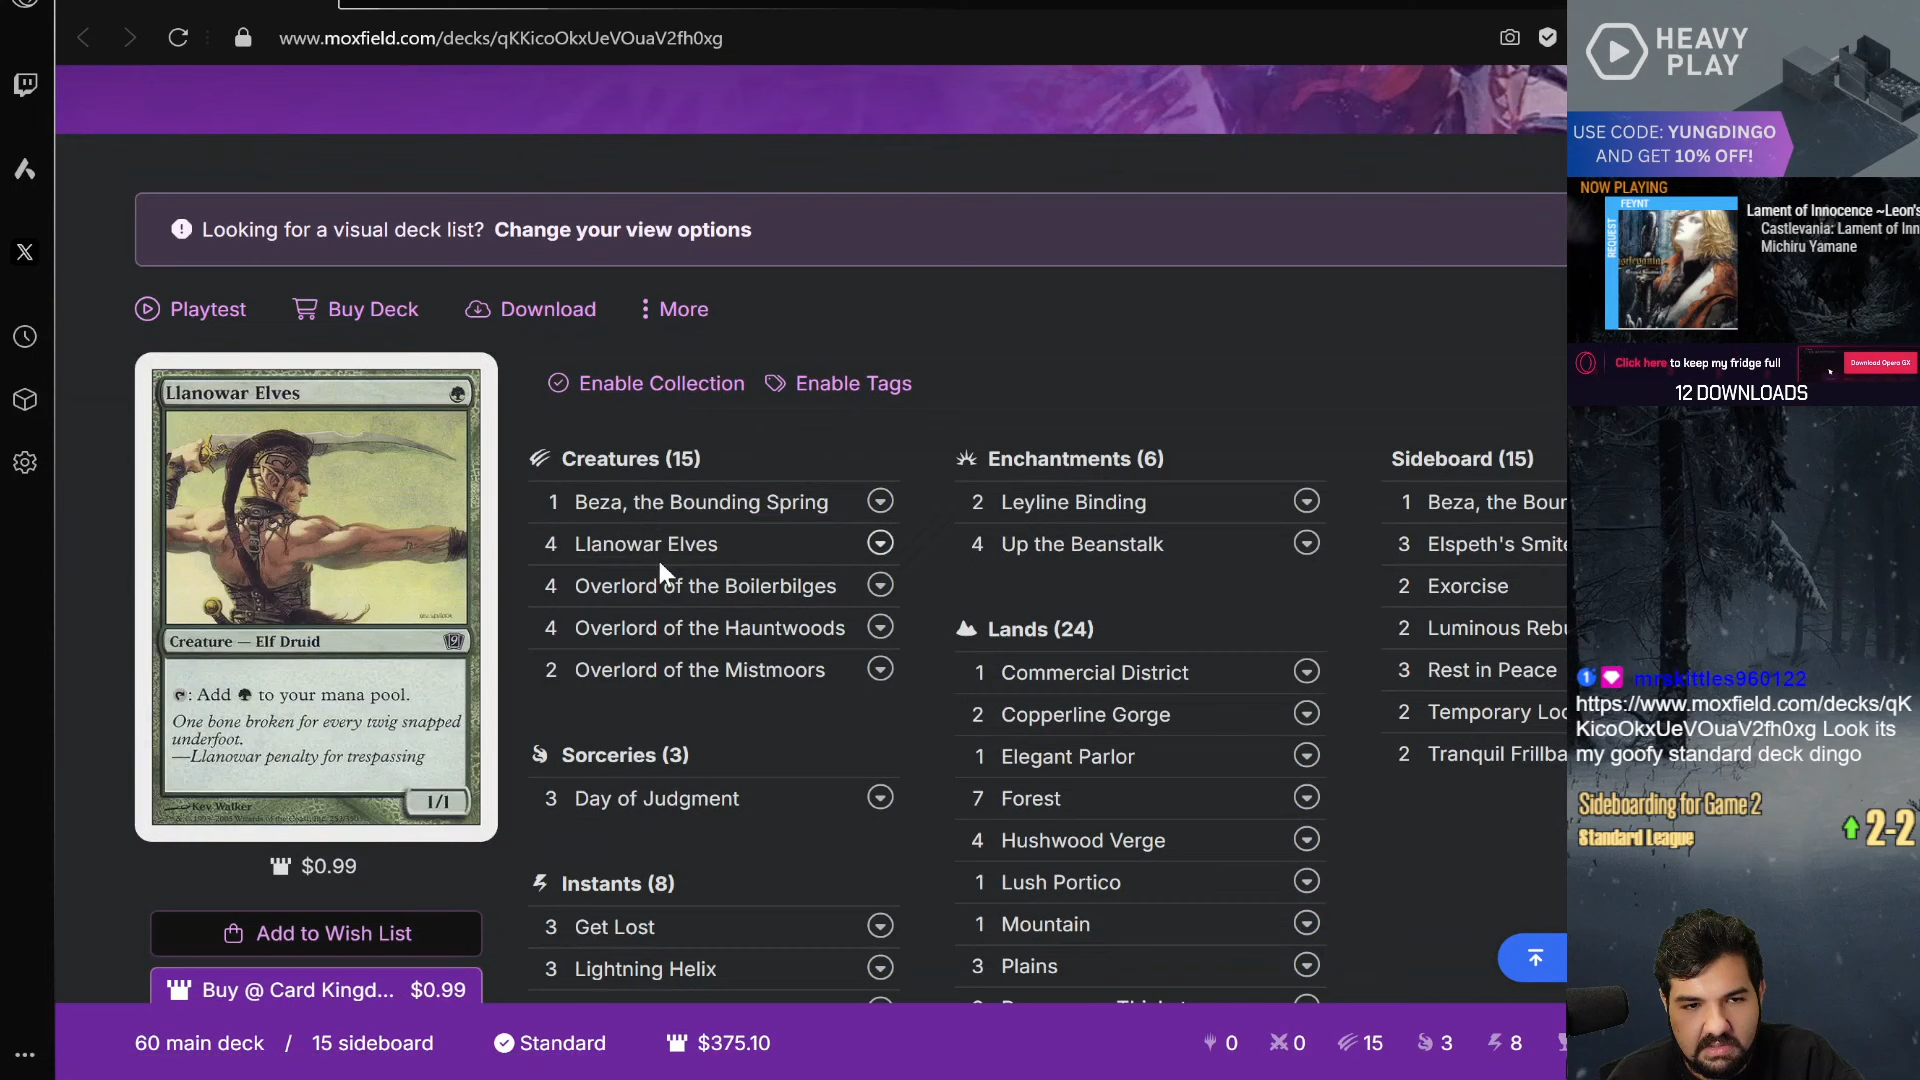 www.moxfield.com/decks/qKKicoOkxUeVOuaV2fh0xg
Looking for a visual deck list? Change your view options
Playtest
Buy Deck
Download
More
Llanowar Elves
Creature — Elf Druid
: Add to your mana pool.
One bone broken for every twig snapped
underfoot.
—Llanowar penalty for trespassing
Kev Walker
1/1
$0.99
Add to Wish List
Buy @ Card Kingd... $0.99
Enable Collection
Enable Tags
Creatures (15)
1 Beza, the Bounding Spring
4 Llanowar Elves
4 Overlord of the Boilerbilges
4 Overlord of the Hauntwoods
2 Overlord of the Mistmoors
Sorceries (3)
3 Day of Judgment
Instants (8)
3 Get Lost
3 Lightning Helix
Enchantments (6)
2 Leyline Binding
4 Up the Beanstalk
Lands (24)
1 Commercial District
2 Copperline Gorge
1 Elegant Parlor
7 Forest
4 Hushwood Verge
1 Lush Portico
1 Mountain
3 Plains
Sideboard (15)
1 Beza, the Boun
3 Elspeth's Smite
2 Exorcise
2 Luminous Rebu
3 Rest in Peace
2 Temporary Loc
2 Tranquil Frillba
60 main deck / 15 sideboard
Standard
$375.10
0
0
15
3
8
HEAVY
PLAY
USE CODE: YUNGDINGO
AND GET 10% OFF!
NOW PLAYING
FEYNT
REQUEST
Lament of Innocence ~Leon's
Castlevania: Lament of Inn
Michiru Yamane
Click here to keep my fridge full
Download Opera GX
12 DOWNLOADS
mrskittles960122
https://www.moxfield.com/decks/qK
KicoOkxUeVOuaV2fh0xg Look its
my goofy standard deck dingo
Sideboarding for Game 2
Standard League
2-2